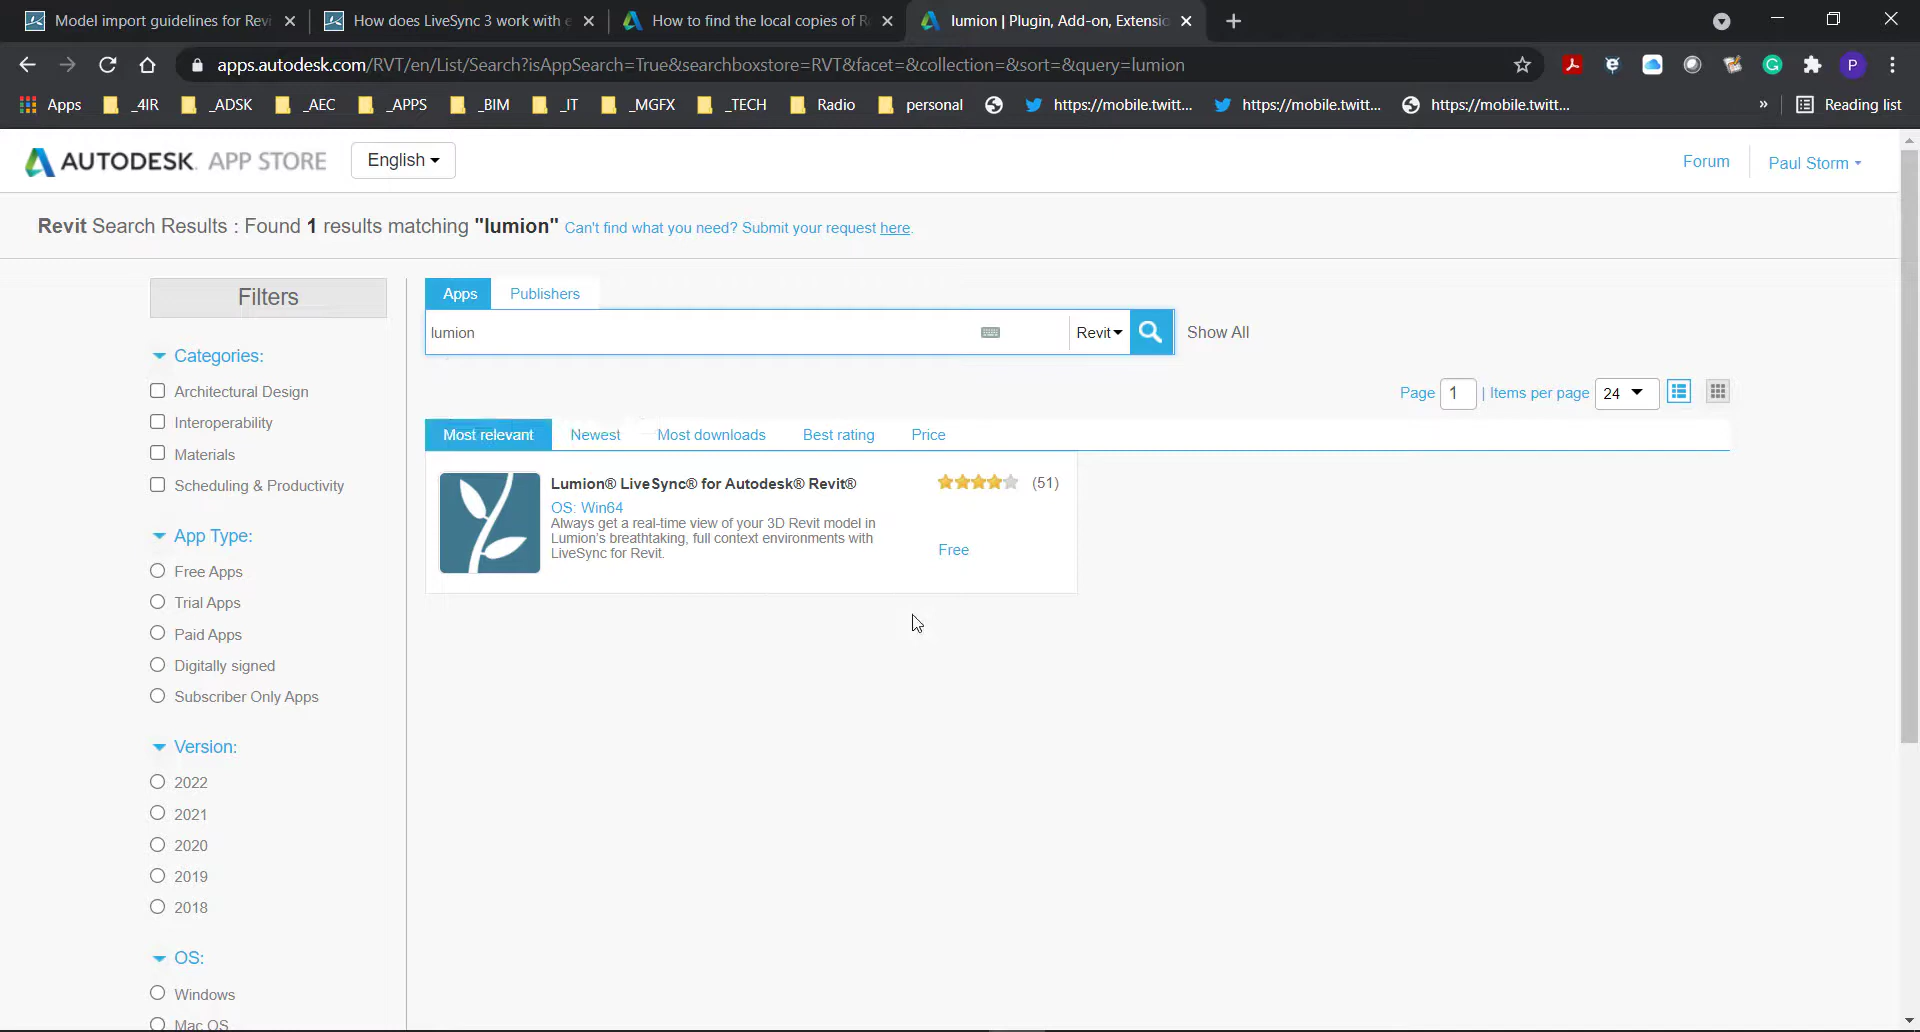 Model import guidelines for Revi
How does LiveSync 3 work with e
How to find the local copies of R
lumion | Plugin, Add-on, Extensio
apps.autodesk.com/RVT/en/List/Search?isAppSearch=True&searchboxstore=RVT&facet=&collection=&sort=&query=lumion
P
Apps _4IR _ADSK _AEC _APPS _BIM _IT _MGFX _TECH Radio personal https://mobile.twitt... https://mobile.twitt... https://mobile.twitt... » Reading list
AUTODESK. APP STORE
English
Forum
Paul Storm
Revit Search Results : Found 1 results matching "lumion" Can't find what you need? Submit your request here.
Filters
Categories:
Architectural Design
Interoperability
Materials
Scheduling & Productivity
App Type:
Free Apps
Trial Apps
Paid Apps
Digitally signed
Subscriber Only Apps
Version:
2022
2021
2020
2019
2018
OS:
Windows
Mac OS
Apps Publishers
lumion
Revit
Show All
Page 1 | Items per page 24
Most relevant Newest Most downloads Best rating Price
Lumion® LiveSync® for Autodesk® Revit®
(51)
OS: Win64
Always get a real-time view of your 3D Revit model in
Lumion's breathtaking, full context environments with
LiveSync for Revit.
Free